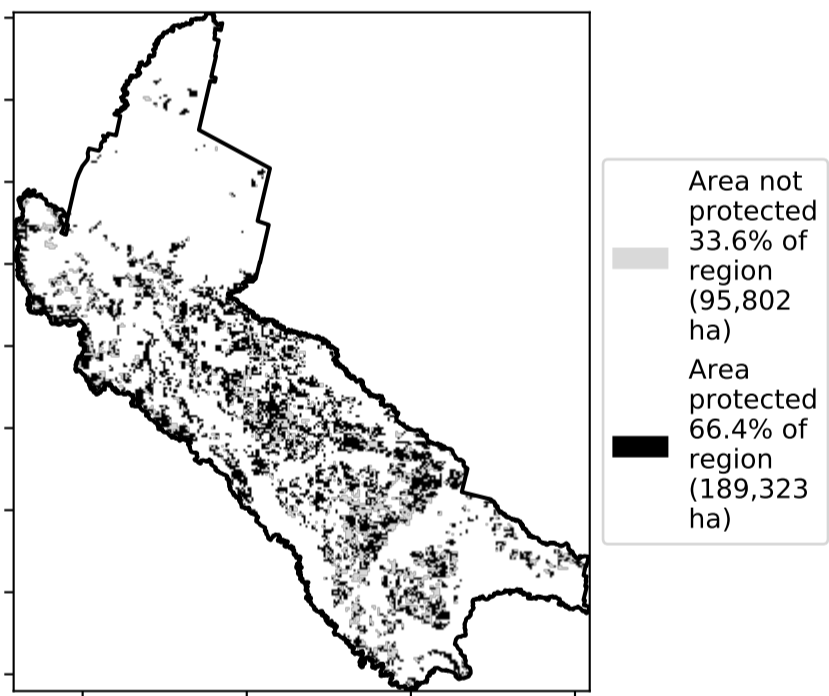 Area not
protected
33.6% of
region
(95,802
ha)
Area
protected
66.4% of
region
(189,323
ha)